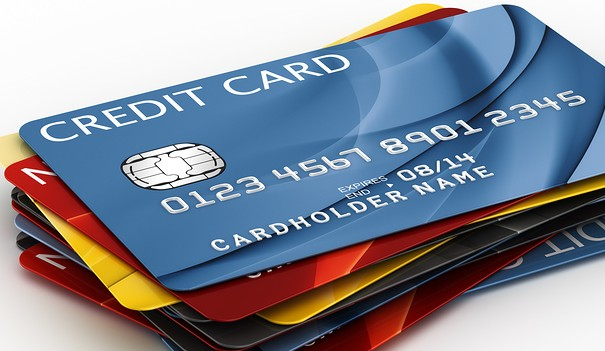 CREDIT CARD
0123 4567 8901 2345
EXPIRES
END
08/14
CARDHOLDER NAME